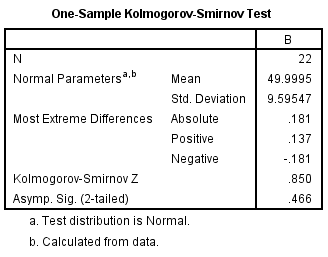 One-Sample Kolmogorov-Smirnov Test
B
N 22
Normal Parameters a,b Mean 49.9995
Std. Deviation 9.59547
Most Extreme Differences Absolute .181
Positive .137
Negative -.181
Kolmogorov-Smirnov Z .850
Asymp. Sig. (2-tailed) .466
a. Test distribution is Normal.
b. Calculated from data.